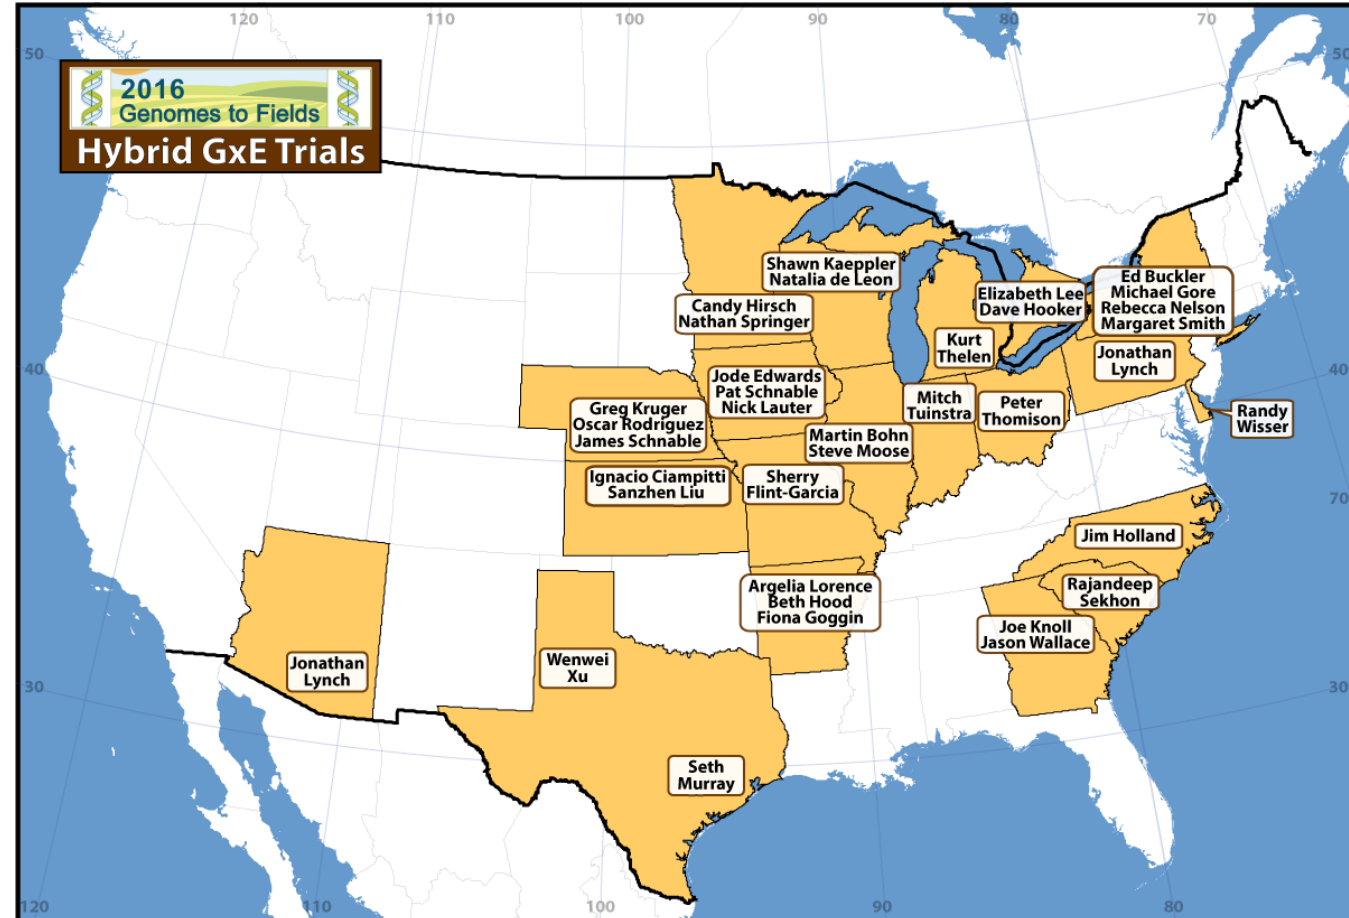 120 110 100 90 80 70
50 50
2016
Genomes to Fields
Hybrid GxE Trials
Shawn Kaeppler
Natalia de Leon
Candy Hirsch
Nathan Springer
Elizabeth Lee
Dave Hooker
Ed Buckler
Michael Gore
Rebecca Nelson
Margaret Smith
Kurt
Thelen
Jonathan
Lynch
40 40
Jode Edwards
Pat Schnable
Nick Lauter
Mitch
Tuinstra
Peter
Thomison
Randy
Wisser
Greg Kruger
Oscar Rodríguez
James Schnable
Martin Bohn
Steve Moose
Ignacio Ciampitti
Sanzhen Liu
Sherry
Flint-Garcia
70
Jim Holland
Argelia Lorence
Beth Hood
Fiona Goggin
Rajandeep
Sekhon
Joe Knoll
Jason Wallace
Jonathan
Lynch
Wenwei
Xu
30 30
Seth
Murray
120 110 100 90 80